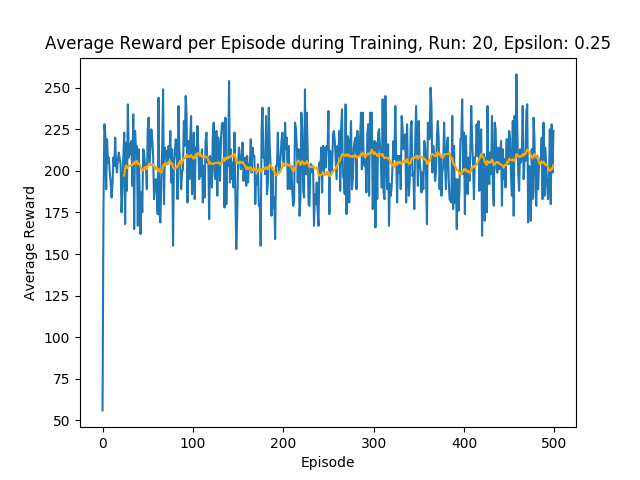 Average Reward per Episode during Training, Run: 20, Epsilon: 0.25
250
225
200
175
150
125
100
75
50
Average Reward
0 100 200 300 400 500
Episode